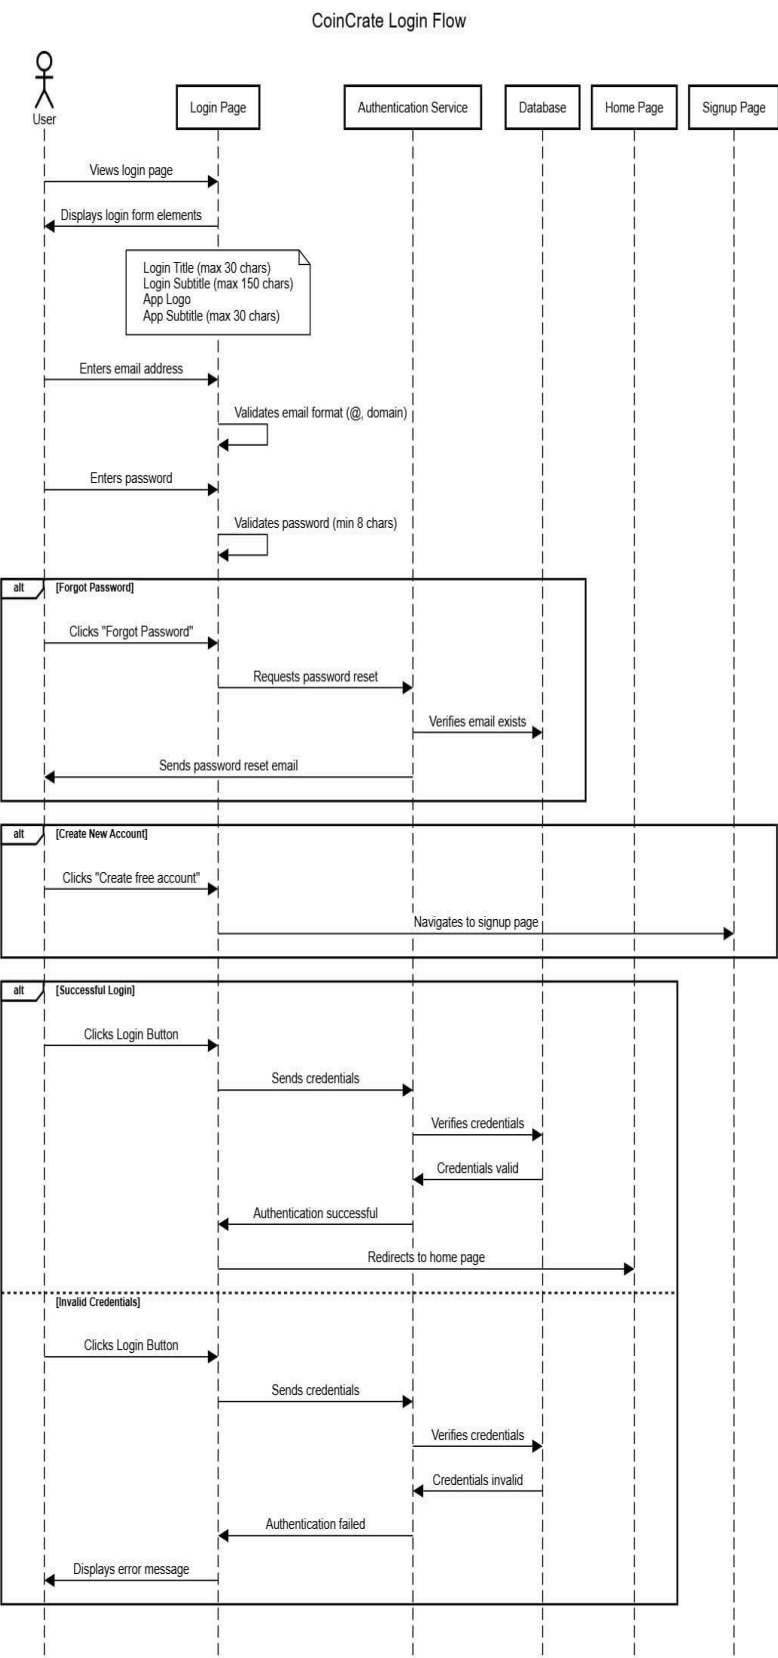 CoinCrate Login Flow
User
Login Page
Authentication Service
Database
Home Page
Signup Page
Views login page
Displays login form elements
Login Title (max 30 chars)
Login Subtitle (max 150 chars)
App Logo
App Subtitle (max 30 chars)
Enters email address
Validates email format (@, domain)
Enters password
Validates password (min 8 chars)
alt [Forgot Password]
Clicks "Forgot Password"
Requests password reset
Verifies email exists
Sends password reset email
alt [Create New Account]
Clicks "Create free account"
Navigates to signup page
alt [Successful Login]
Clicks Login Button
Sends credentials
Verifies credentials
Credentials valid
Authentication successful
Redirects to home page
[Invalid Credentials]
Clicks Login Button
Sends credentials
Verifies credentials
Credentials invalid
Authentication failed
Displays error message